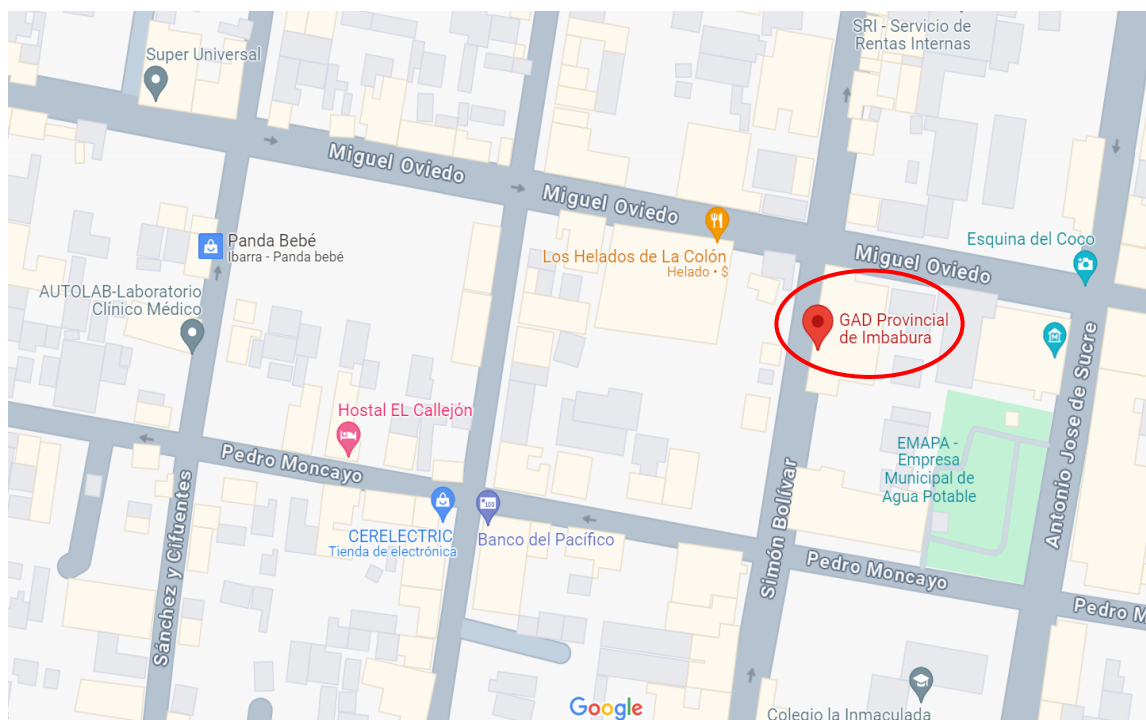 SRI - Servicio de
Rentas Internas
Super Universal
Miguel Oviedo
Miguel Oviedo
Panda Bebé
Ibarra - Panda bebé
Los Helados de La Colón
Helado • $
Esquina del Coco
Miguel Oviedo
AUTOLAB-Laboratorio
Clínico Médico
GAD Provincial
de Imbabura
Antonio Jose de Sucre
Hostal EL Callejón
Pedro Moncayo
EMAPA -
Empresa
Municipal de
Agua Potable
Sánchez y Cifuentes
Simón Bolívar
CERELECTRIC
Tienda de electrónica
Banco del Pacífico
Pedro Moncayo
Pedro M
Google
Colegio la Inmaculada